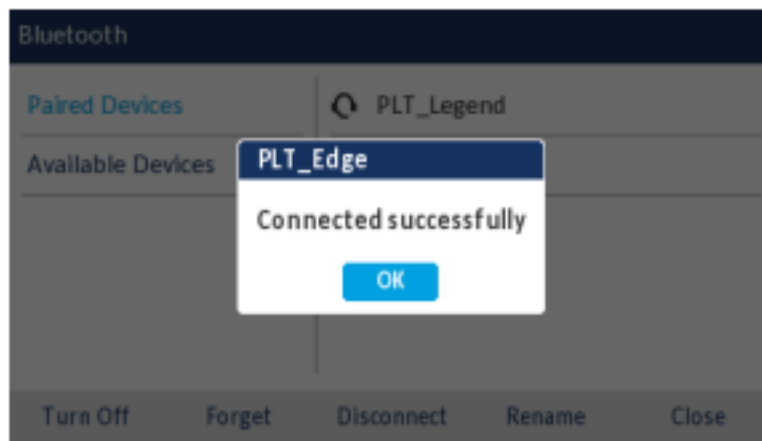 Bluetooth
Paired Devices
PLT_Legend
Available Devices
PLT_Edge
Connected successfully
OK
Turn Off Forget Disconnect Rename Close